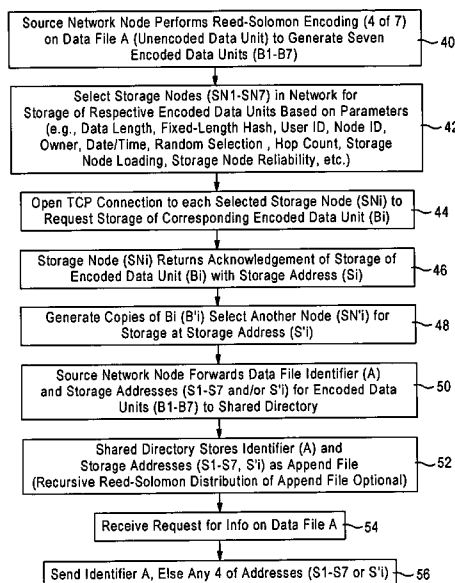 Source Network Node Performs Reed-Solomon Encoding (4 of 7)
on Data File A (Unencoded Data Unit) to Generate Seven
Encoded Data Units (B1-B7)
40
Select Storage Nodes (SN1-SN7) in Network for
Storage of Respective Encoded Data Units Based on Parameters
(e.g., Data Length, Fixed-Length Hash, User ID, Node ID,
Owner, Date/Time, Random Selection , Hop Count, Storage
Node Loading, Storage Node Reliability, etc.)
42
Open TCP Connection to each Selected Storage Node (SNi) to
Request Storage of Corresponding Encoded Data Unit (Bi)
44
Storage Node (SNi) Returns Acknowledgement of Storage of
Encoded Data Unit (Bi) with Storage Address (Si)
46
Generate Copies of Bi (B'i) Select Another Node (SN'i) for
Storage at Storage Address (S'i)
48
Source Network Node Forwards Data File Identifier (A)
and Storage Addresses (S1-S7 and/or S'i) for Encoded Data
Units (B1-B7) to Shared Directory
50
Shared Directory Stores Identifier (A) and
Storage Addresses (S1-S7, S'i) as Append File
(Recursive Reed-Solomon Distribution of Append File Optional)
52
Receive Request for Info on Data File A
54
Send Identifier A, Else Any 4 of Addresses (S1-S7 or S'i)
56